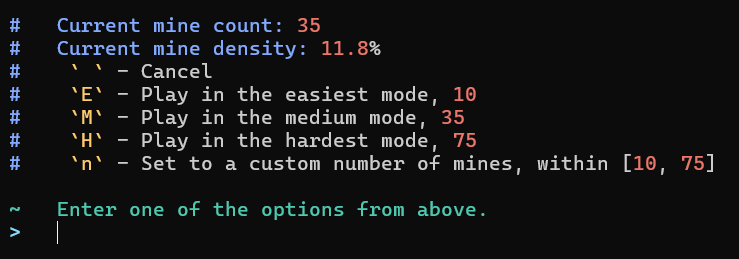 #   Current mine count: 35
#   Current mine density: 11.8%
#    ` ` - Cancel
#    `E` - Play in the easiest mode, 10
#    `M` - Play in the medium mode, 35
#    `H` - Play in the hardest mode, 75
#    `n` - Set to a custom number of mines, within [10, 75]
~   Enter one of the options from above.
>